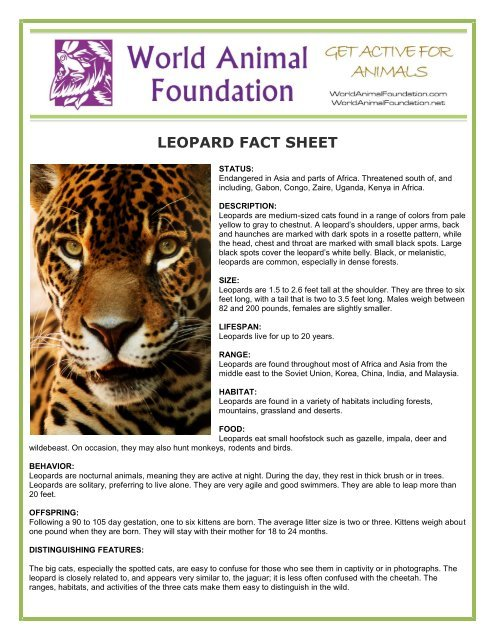 World Animal
Foundation
GET ACTIVE FOR
ANIMALS
WorldAnimalFoundation.com
WorldAnimalFoundation.net
LEOPARD FACT SHEET
STATUS:
Endangered in Asia and parts of Africa. Threatened south of, and
including, Gabon, Congo, Zaire, Uganda, Kenya in Africa.
DESCRIPTION:
Leopards are medium-sized cats found in a range of colors from pale
yellow to gray to chestnut. A leopard's shoulders, upper arms, back
and haunches are marked with dark spots in a rosette pattern, while
the head, chest and throat are marked with small black spots. Large
black spots cover the leopard's white belly. Black, or melanistic,
leopards are common, especially in dense forests.
SIZE:
Leopards are 1.5 to 2.6 feet tall at the shoulder. They are three to six
feet long, with a tail that is two to 3.5 feet long. Males weigh between
82 and 200 pounds, females are slightly smaller.
LIFESPAN:
Leopards live for up to 20 years.
RANGE:
Leopards are found throughout most of Africa and Asia from the
middle east to the Soviet Union, Korea, China, India, and Malaysia.
HABITAT:
Leopards are found in a variety of habitats including forests,
mountains, grassland and deserts.
FOOD:
Leopards eat small hoofstock such as gazelle, impala, deer and
wildebeast. On occasion, they may also hunt monkeys, rodents and birds.
BEHAVIOR:
Leopards are nocturnal animals, meaning they are active at night. During the day, they rest in thick brush or in trees.
Leopards are solitary, preferring to live alone. They are very agile and good swimmers. They are able to leap more than
20 feet.
OFFSPRING:
Following a 90 to 105 day gestation, one to six kittens are born. The average litter size is two or three. Kittens weigh about
one pound when they are born. They will stay with their mother for 18 to 24 months.
DISTINGUISHING FEATURES:
The big cats, especially the spotted cats, are easy to confuse for those who see them in captivity or in photographs. The
leopard is closely related to, and appears very similar to, the jaguar; it is less often confused with the cheetah. The
ranges, habitats, and activities of the three cats make them easy to distinguish in the wild.